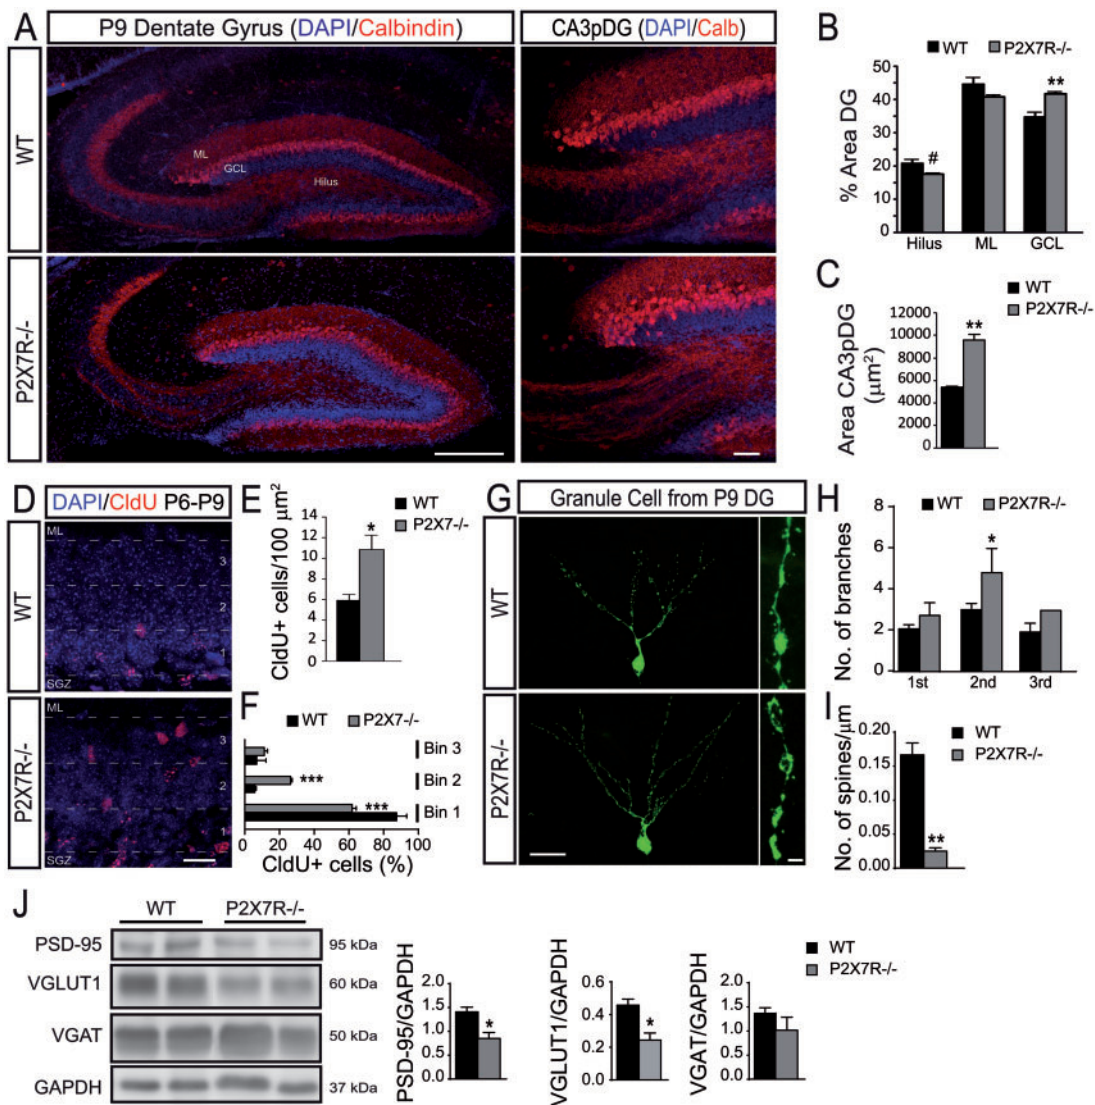 A
P9 Dentate Gyrus (DAPI/Calbindin)
CA3pDG (DAPI/Calb)
WT
ML
GCL
Hilus
P2X7R-/-
B
WT
P2X7R-/-
% Area DG
50
40
30
20
10
0
#
**
Hilus
ML
GCL
C
WT
P2X7R-/-
Area CA3pDG
(µm²)
12000
10000
8000
6000
4000
2000
0
**
D
DAPI/CldU P6-P9
WT
ML
3
2
1
SGZ
P2X7R-/-
ML
3
2
1
SGZ
E
WT
P2X7-/-
CldU+ cells/100 µm²
14
12
10
8
6
4
2
0
*
F
WT
P2X7-/-
Bin 3
Bin 2
Bin 1
***
***
0 20 40 60 80 100
CldU+ cells (%)
G
Granule Cell from P9 DG
WT
P2X7R-/-
H
WT
P2X7R-/-
No. of branches
8
6
4
2
0
*
1st
2nd
3rd
I
WT
P2X7R-/-
No. of spines/µm
0.20
0.15
0.10
0.05
0.00
**
J
WT
P2X7R-/-
PSD-95
95 kDa
VGLUT1
60 kDa
VGAT
50 kDa
GAPDH
37 kDa
PSD-95/GAPDH
2.0
1.5
1.0
0.5
0.0
*
VGLUT1/GAPDH
0.6
0.4
0.2
0.0
*
VGAT/GAPDH
2.0
1.5
1.0
0.5
0.0
WT
P2X7R-/-